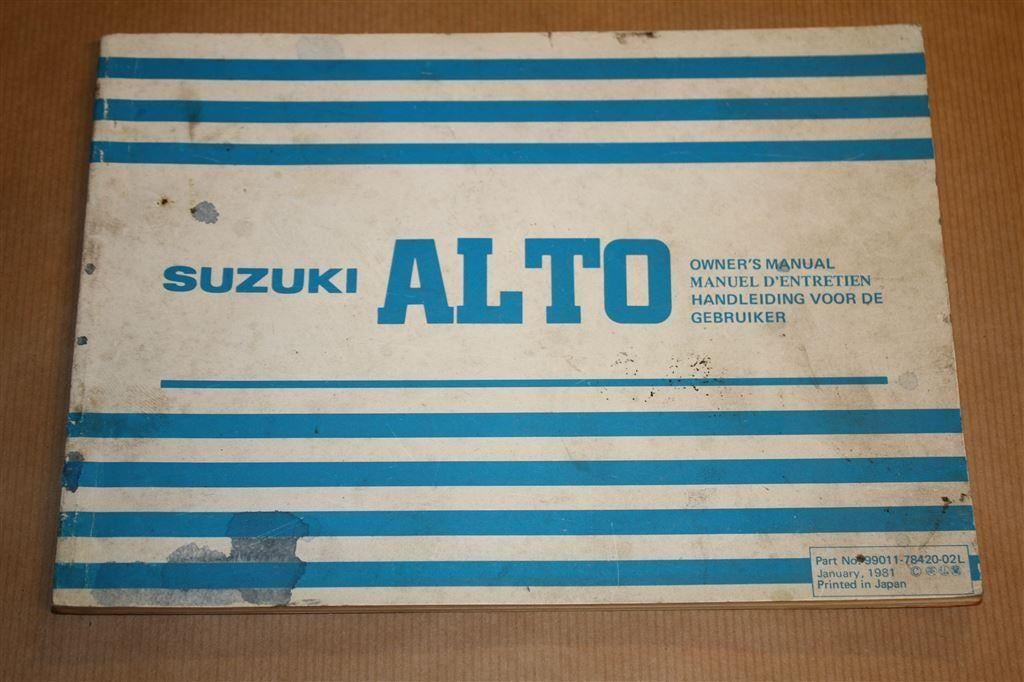 SUZUKI ALTO
OWNER'S MANUAL
MANUEL D'ENTRETIEN
HANDLEIDING VOOR DE
GEBRUIKER
Part No. 99011-78420-02L
January, 1981 ©
Printed in Japan